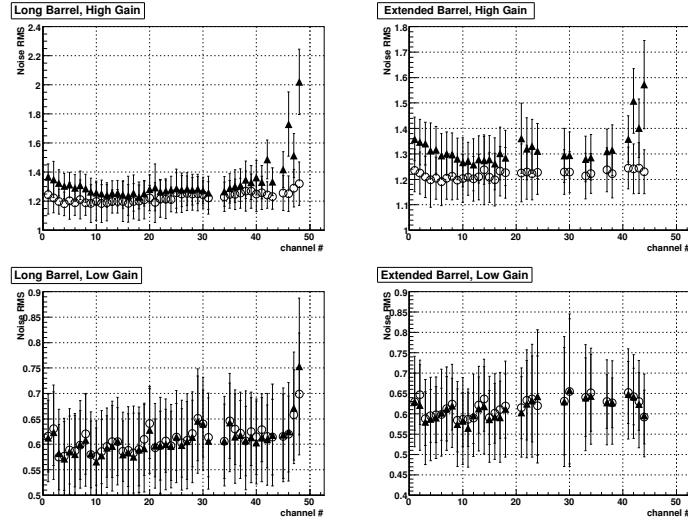 Long Barrel, High Gain
Noise RMS
2.4
2.2
2
1.8
1.6
1.4
1.2
1
0 10 20 30 40 50
channel #
Extended Barrel, High Gain
Noise RMS
1.8
1.7
1.6
1.5
1.4
1.3
1.2
1.1
1
0 10 20 30 40 50
channel #
Long Barrel, Low Gain
Noise RMS
0.9
0.85
0.8
0.75
0.7
0.65
0.6
0.55
0.5
0 10 20 30 40 50
channel #
Extended Barrel, Low Gain
Noise RMS
0.9
0.85
0.8
0.75
0.7
0.65
0.6
0.55
0.5
0.45
0.4
0 10 20 30 40 50
channel #